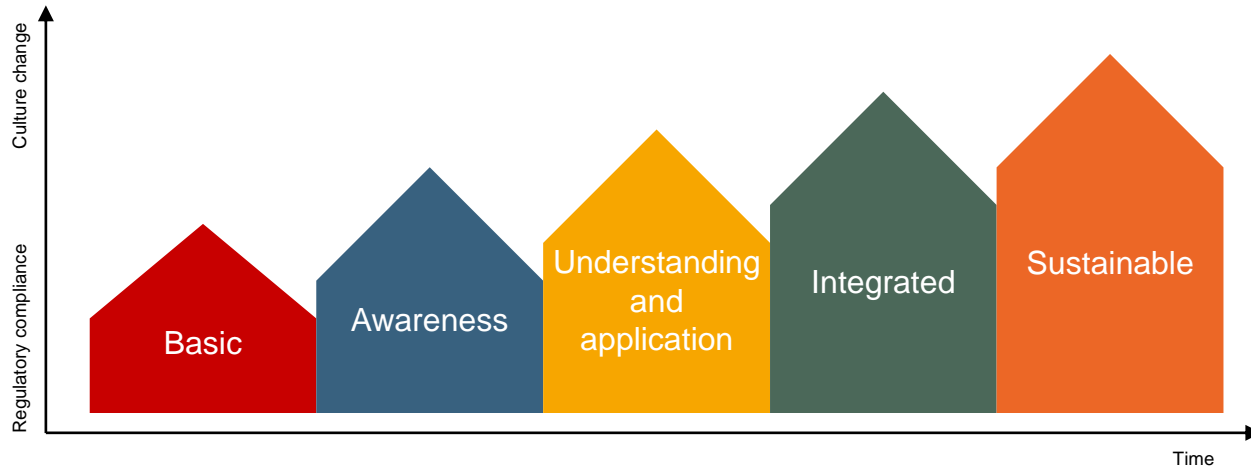 Culture change
Regulatory compliance
Basic
Awareness
Understanding
and
application
Integrated
Sustainable
Time